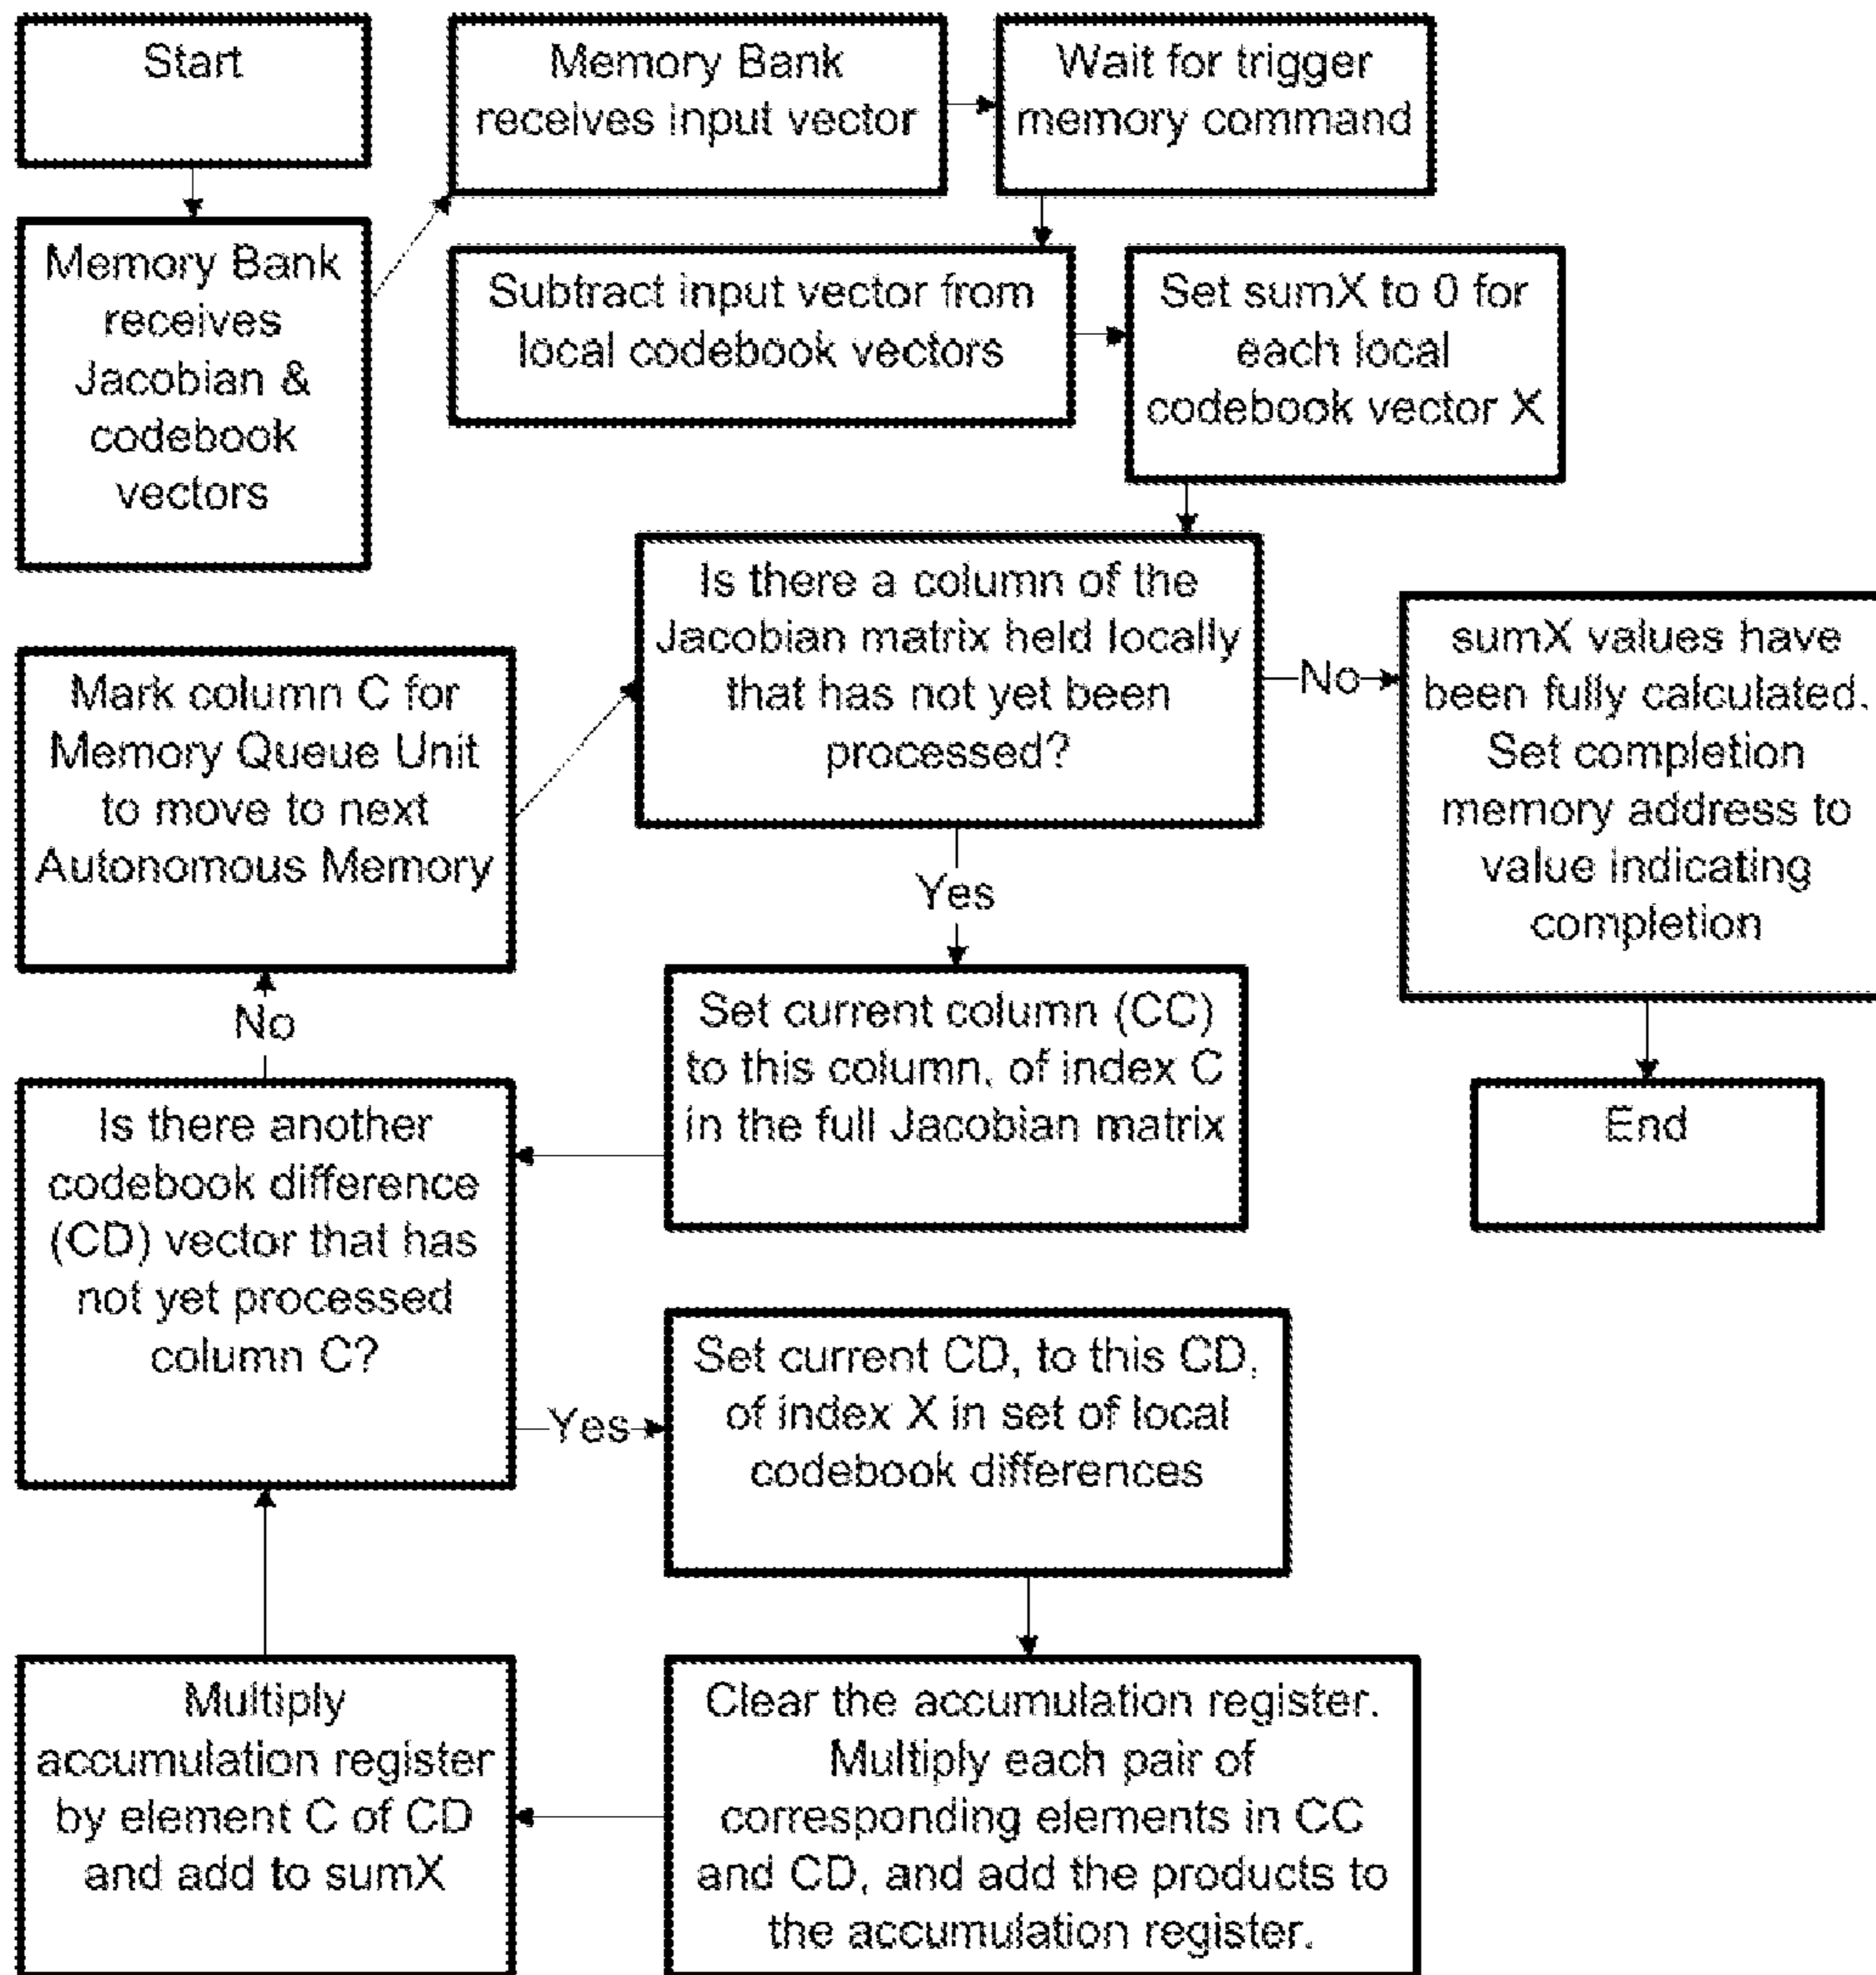 Start
Memory Bank
receives
Jacobian &
codebook
vectors
Memory Bank
receives input vector
Wait for trigger
memory command
Subtract input vector from
local codebook vectors
Set sumX to 0 for
each local
codebook vector X
Is there a column of the
Jacobian matrix held locally
that has not yet been
processed?
No
sumX values have
been fully calculated.
Set completion
memory address to
value indicating
completion
End
Yes
Set current column (CC)
to this column, of index C
in the full Jacobian matrix
Is there another
codebook difference
(CD) vector that has
not yet processed
column C?
No
Mark column C for
Memory Queue Unit
to move to next
Autonomous Memory
Yes
Set current CD, to this CD,
of index X in set of local
codebook differences
Clear the accumulation register.
Multiply each pair of
corresponding elements in CC
and CD, and add the products to
the accumulation register.
Multiply
accumulation register
by element C of CD
and add to sumX